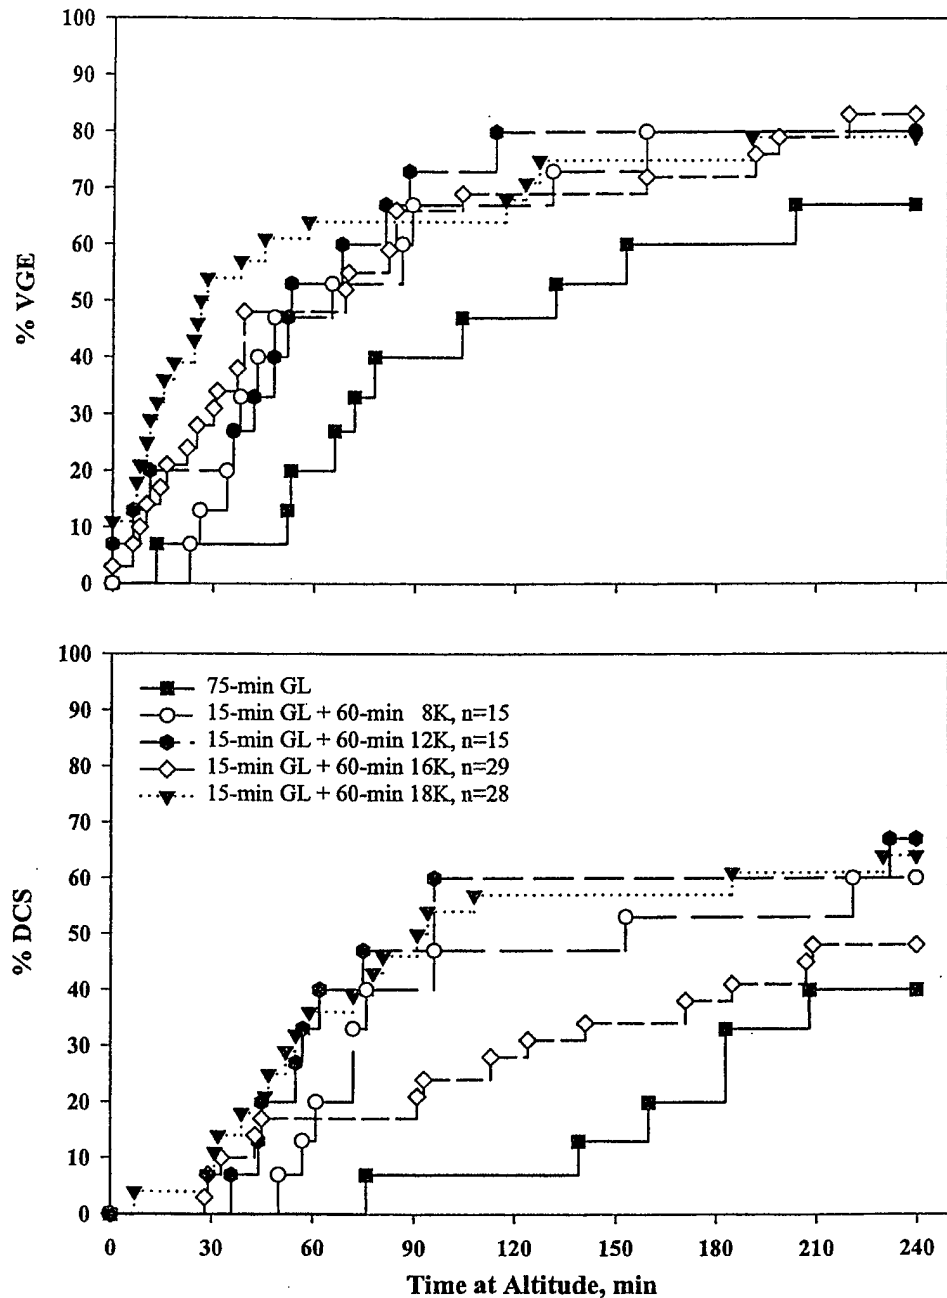 100
90
80
70
60
50
40
30
20
10
0
% VGE
100
90
80
70
60
50
40
30
20
10
0
% DCS
75-min GL
15-min GL + 60-min 8K, n=15
15-min GL + 60-min 12K, n=15
15-min GL + 60-min 16K, n=29
15-min GL + 60-min 18K, n=28
0 30 60 90 120 150 180 210 240
Time at Altitude, min